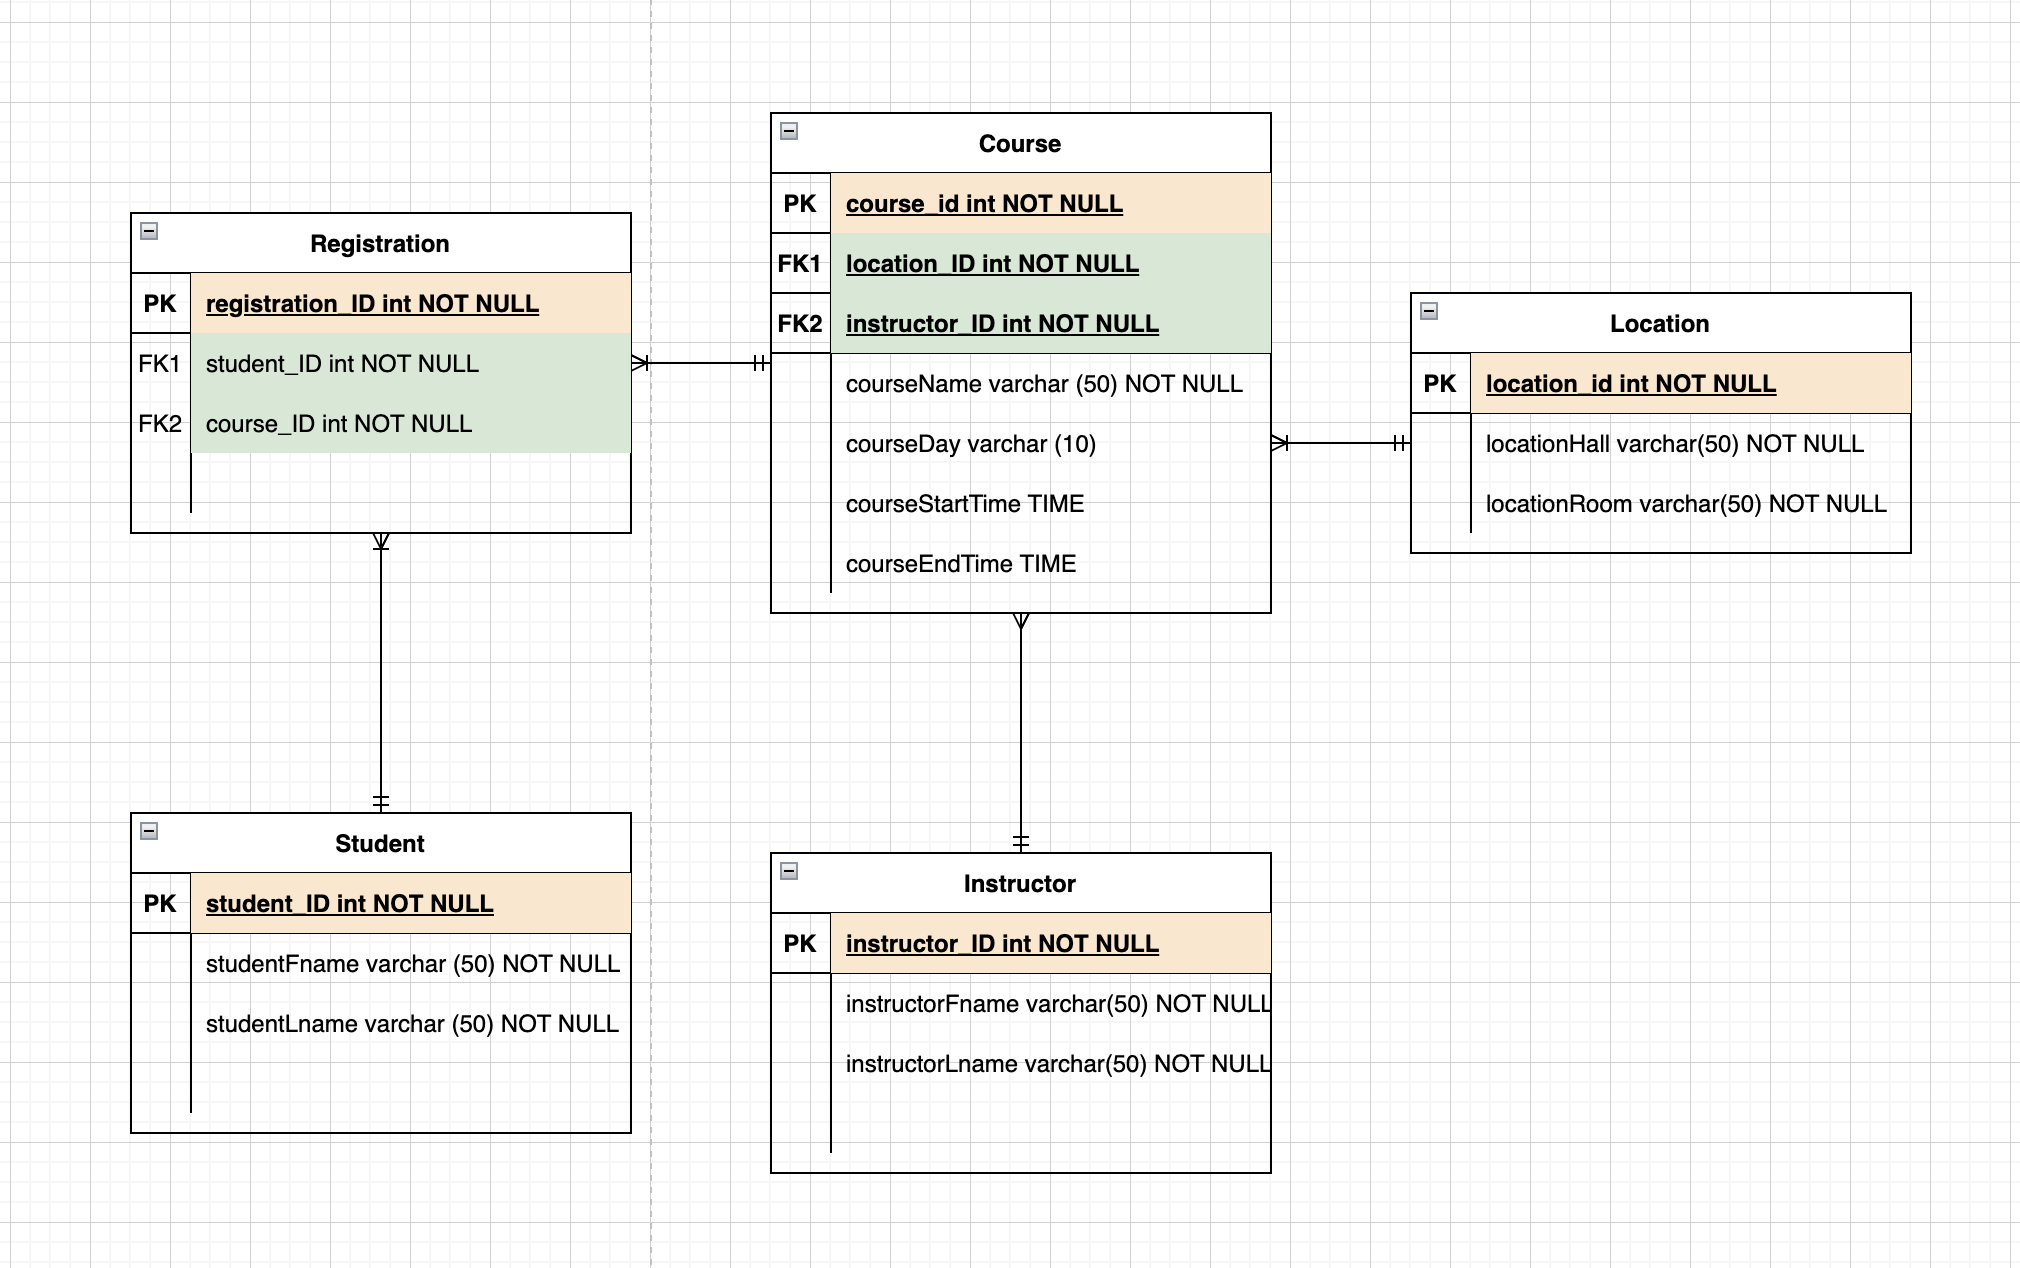 Registration
PK registration_ID int NOT NULL
FK1 student_ID int NOT NULL
FK2 course_ID int NOT NULL
Course
PK course_id int NOT NULL
FK1 location_ID int NOT NULL
FK2 instructor_ID int NOT NULL
courseName varchar (50) NOT NULL
courseDay varchar (10)
courseStartTime TIME
courseEndTime TIME
Location
PK location_id int NOT NULL
locationHall varchar(50) NOT NULL
locationRoom varchar(50) NOT NULL
Student
PK student_ID int NOT NULL
studentFname varchar (50) NOT NULL
studentLname varchar (50) NOT NULL
Instructor
PK instructor_ID int NOT NULL
instructorFname varchar(50) NOT NULL
instructorLname varchar(50) NOT NULL